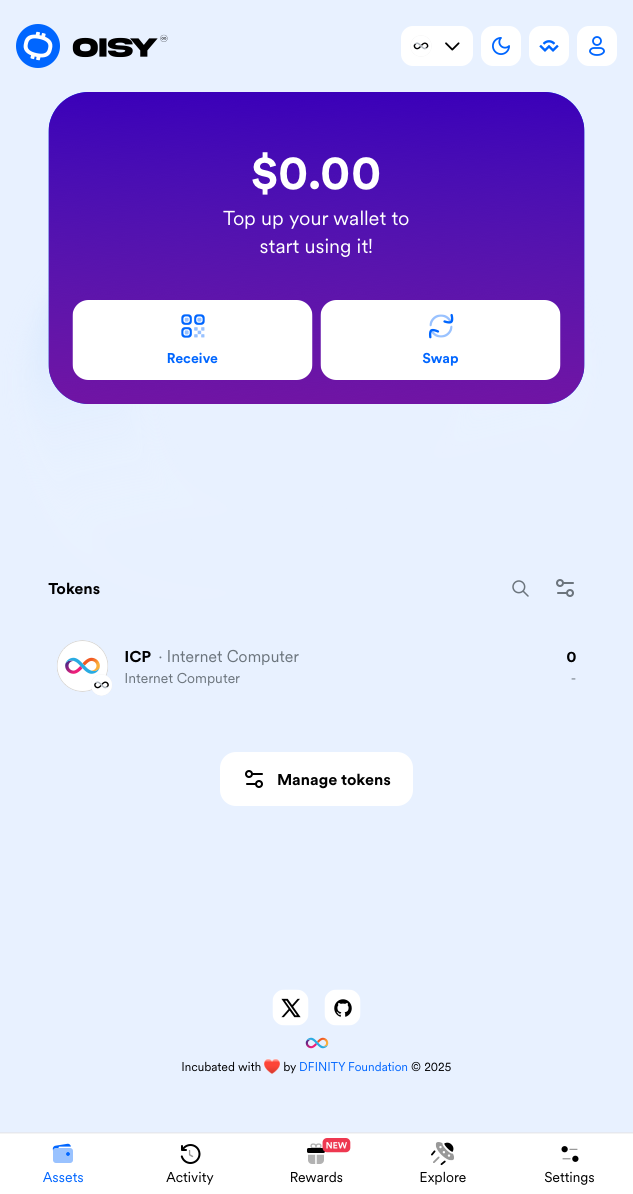 OISY
$0.00
Top up your wallet to
start using it!
Receive
Swap
Tokens
ICP · Internet Computer
0
Internet Computer
-
Manage tokens
Incubated with ❤️ by DFINITY Foundation © 2025
NEW
Assets
Activity
Rewards
Explore
Settings